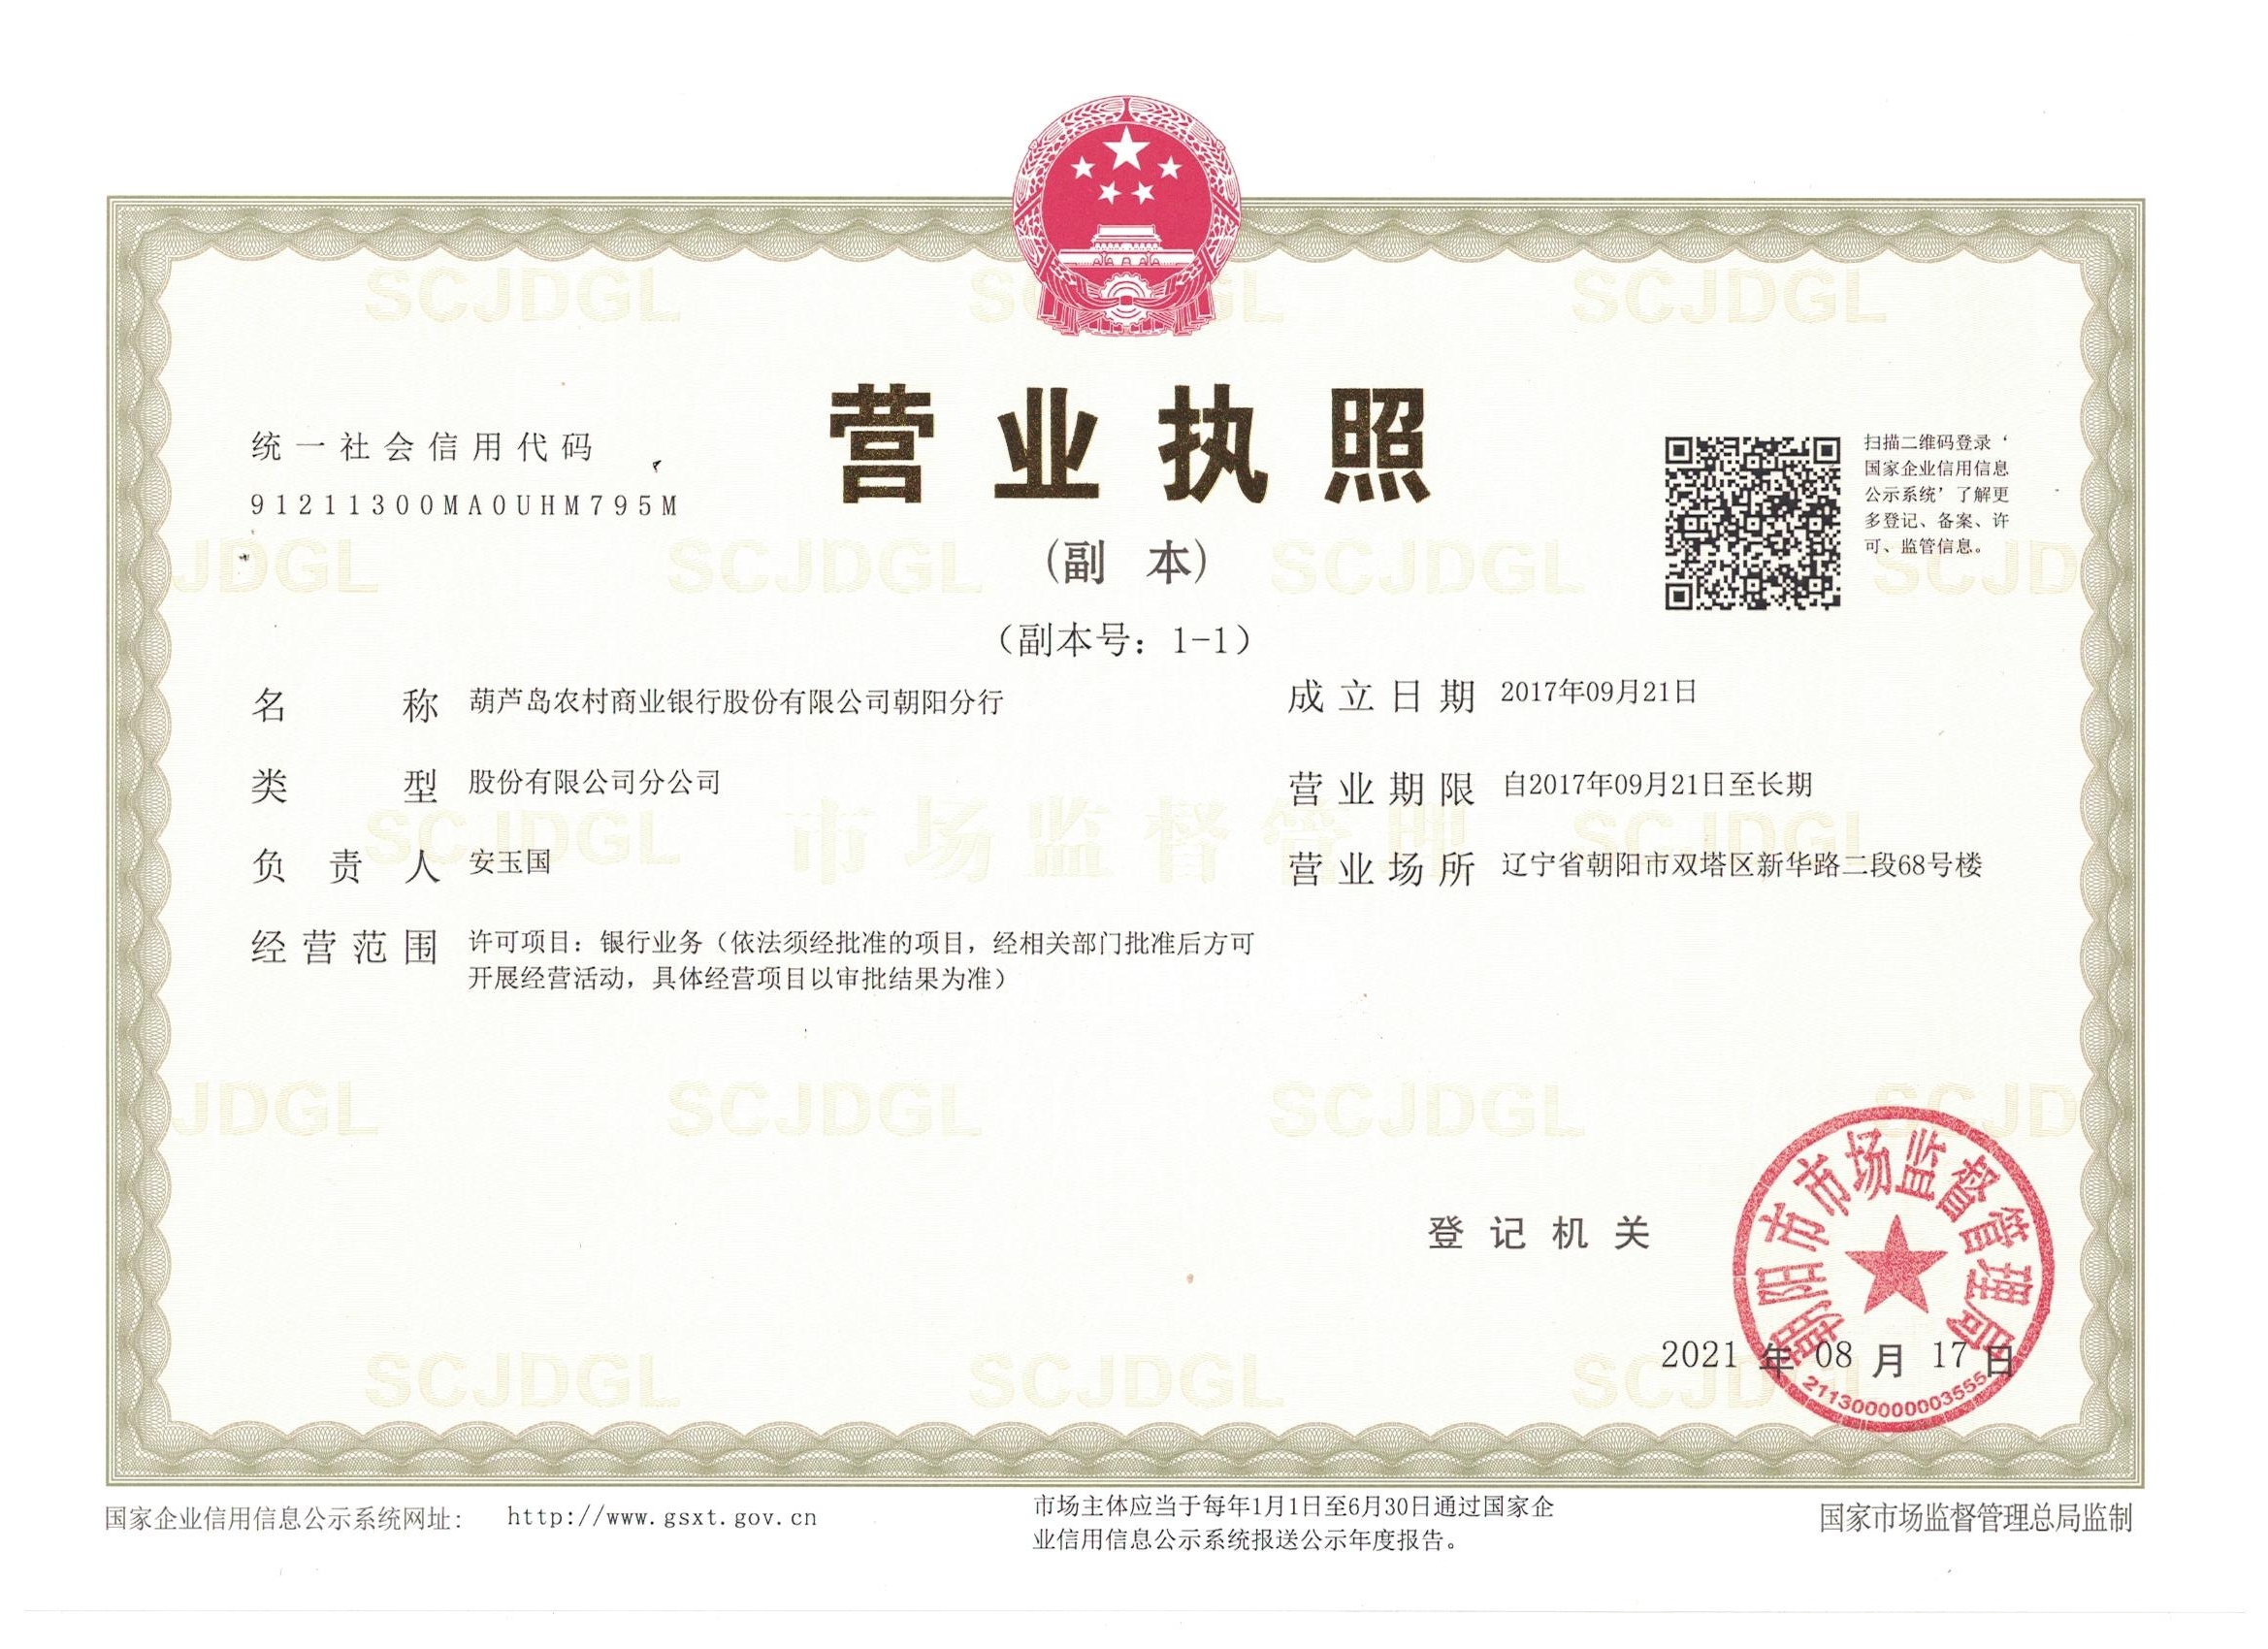 营业执照
(副 本)
（副本号：1-1）
统一社会信用代码
91211300MA0UHM795M
扫描二维码登录‘
国家企业信用信息
公示系统’了解更
多登记、备案、许
可、监管信息。
名称 葫芦岛农村商业银行股份有限公司朝阳分行
类型 股份有限公司分公司
负责人 安玉国
经营范围 许可项目：银行业务（依法须经批准的项目，经相关部门批准后方可
开展经营活动，具体经营项目以审批结果为准）
成立日期 2017年09月21日
营业期限 自2017年09月21日至长期
营业场所 辽宁省朝阳市双塔区新华路二段68号楼
登记机关
朝阳市市场监督管理局
2021 年 08 月 17 日
2113000000003555
国家企业信用信息公示系统网址： http://www.gsxt.gov.cn
市场主体应当于每年1月1日至6月30日通过国家企
业信用信息公示系统报送公示年度报告。
国家市场监督管理总局监制
SCJDGL
市场监督管理